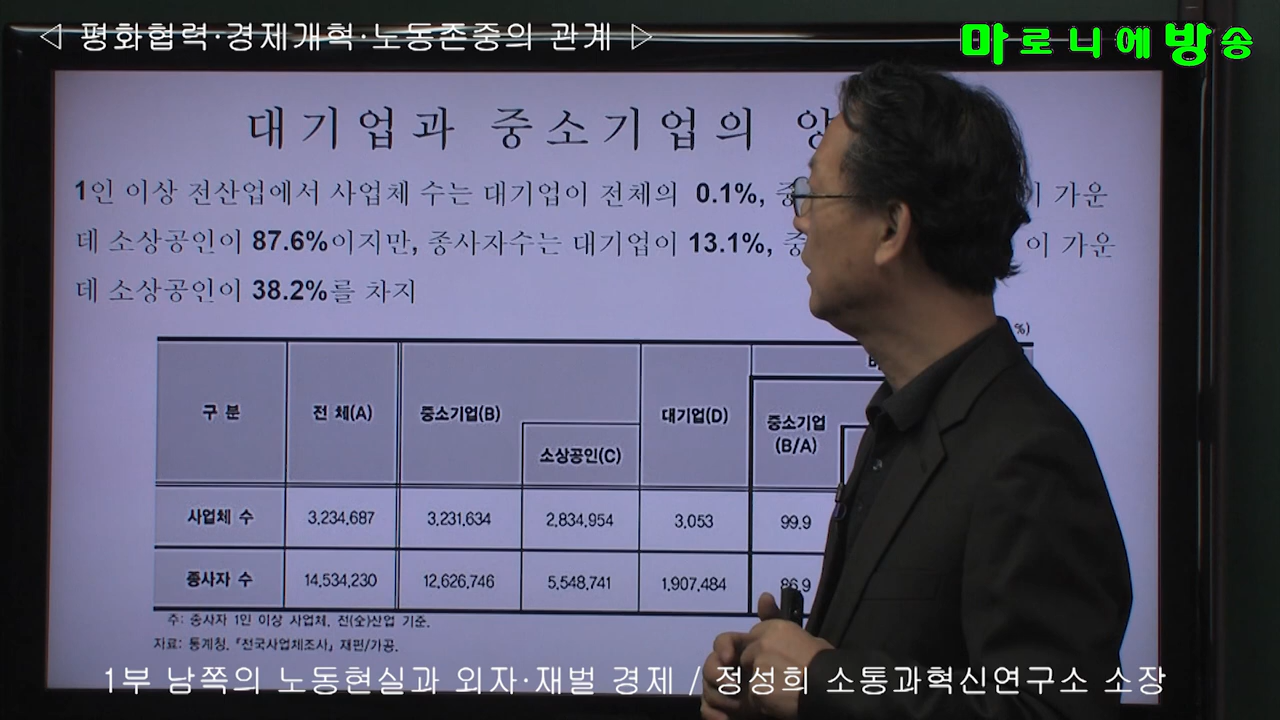 ◁ 평화협력·경제개혁·노동존중의 관계 ▷
마로니에방송
대기업과 중소기업의
1인 이상 전산업에서 사업체 수는 대기업이 전체의 0.1%, 가운
데 소상공인이 87.6%이지만, 종사자수는 대기업이 13.1%, 이 가운
데 소상공인이 38.2%를 차지
%)
구 분 전 체(A) 중소기업(B) 소상공인(C) 대기업(D) 중소기업 (B/A)
사업체 수 3,234,687 3,231,634 2,834,954 3,053 99.9
종사자 수 14,534,230 12,626,746 5,548,741 1,907,484 86.9
주: 종사자 1인 이상 사업체, 전(全)산업 기준.
자료: 통계청, 「전국사업체조사」 재편/가공.
1부 남쪽의 노동현실과 외자·재벌 경제 / 정성희 소통과혁신연구소 소장